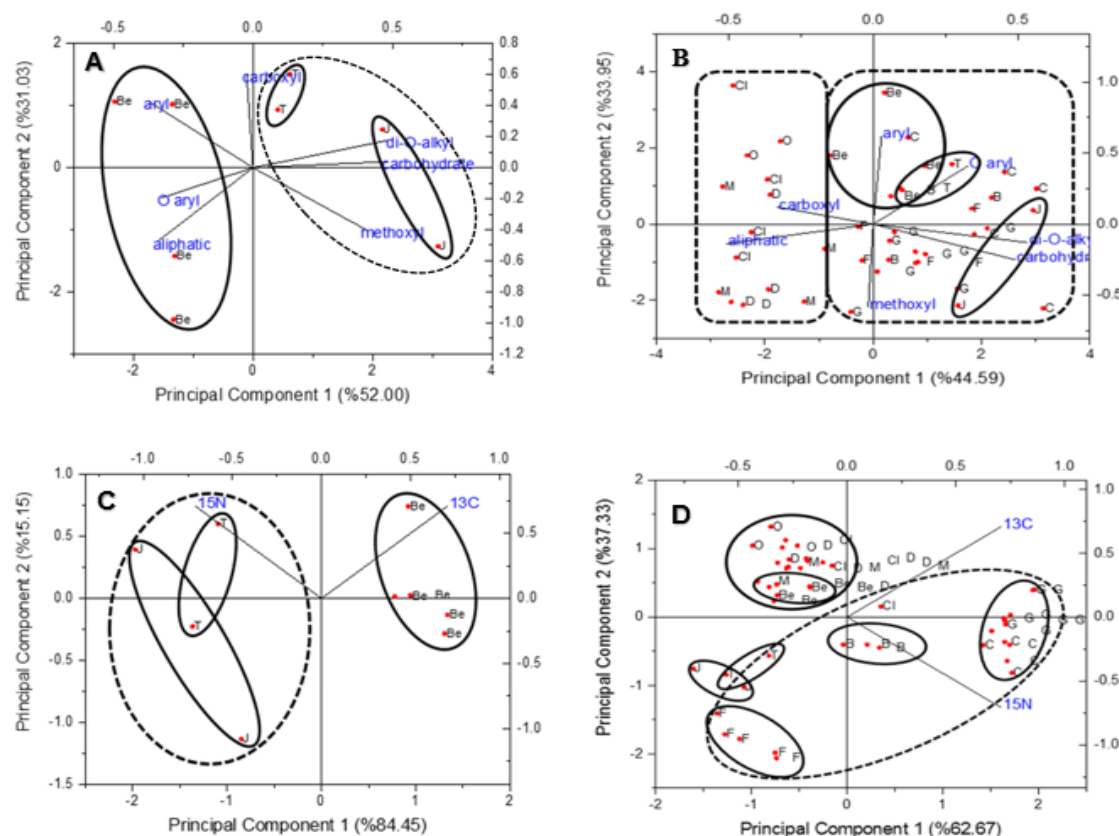 -0.5 0.0 0.5
A
2
0
-2
Principal Component 2 (%31.03)
0.8
0.6
0.4
0.2
0.0
-0.2
-0.4
-0.6
-0.8
-1.0
-1.2
carboxyl
T
T
Be
Be
aryl
J
di-O-alkyl
carbohydrate
O aryl
aliphatic
methoxyl
J
Be
Be
-2 0 2 4
Principal Component 1 (%52.00)
-0.5 0.0 0.5
B
4
2
0
-2
Principal Component 2 (%33.95)
1.0
0.5
0.0
-0.5
Cl
Be
O
aryl
C
O
Be
Be
T
O aryl
C
M
Cl
D
Be
T
B
C
carboxyl
F
J
Cl
aliphatic
di-O-alky
carbohydr
Cl
M
G
G
F
B
G
F
G
F
M
D
D
D
M
methoxyl
G
G
J
C
-4 -2 0 2 4
Principal Component 1 (%44.59)
-1.0 -0.5 0.0 0.5 1.0
C
1.0
0.5
0.0
-0.5
-1.0
-1.5
Principal Component 2 (%15.15)
0.5
0.0
-0.5
-1.0
15N
13C
Be
T
J
Be
Be
T
Be
Be
J
-2 -1 0 1 2
Principal Component 1 (%84.45)
-0.5 0.0 0.5 1.0
D
2
1
0
-1
-2
Principal Component 2 (%37.33)
1.0
0.5
0.0
-0.5
-1.0
13C
O
O
O
D
Cl
D
M
Cl
D
M
Cl
D
D
M
M
Be
Be
D
Be
Be
Cl
G
G
G
G
G
G
B
B
B
C
C
C
C
T
J
J
15N
F
F
F
F
F
-2 -1 0 1 2
Principal Component 1 (%62.67)